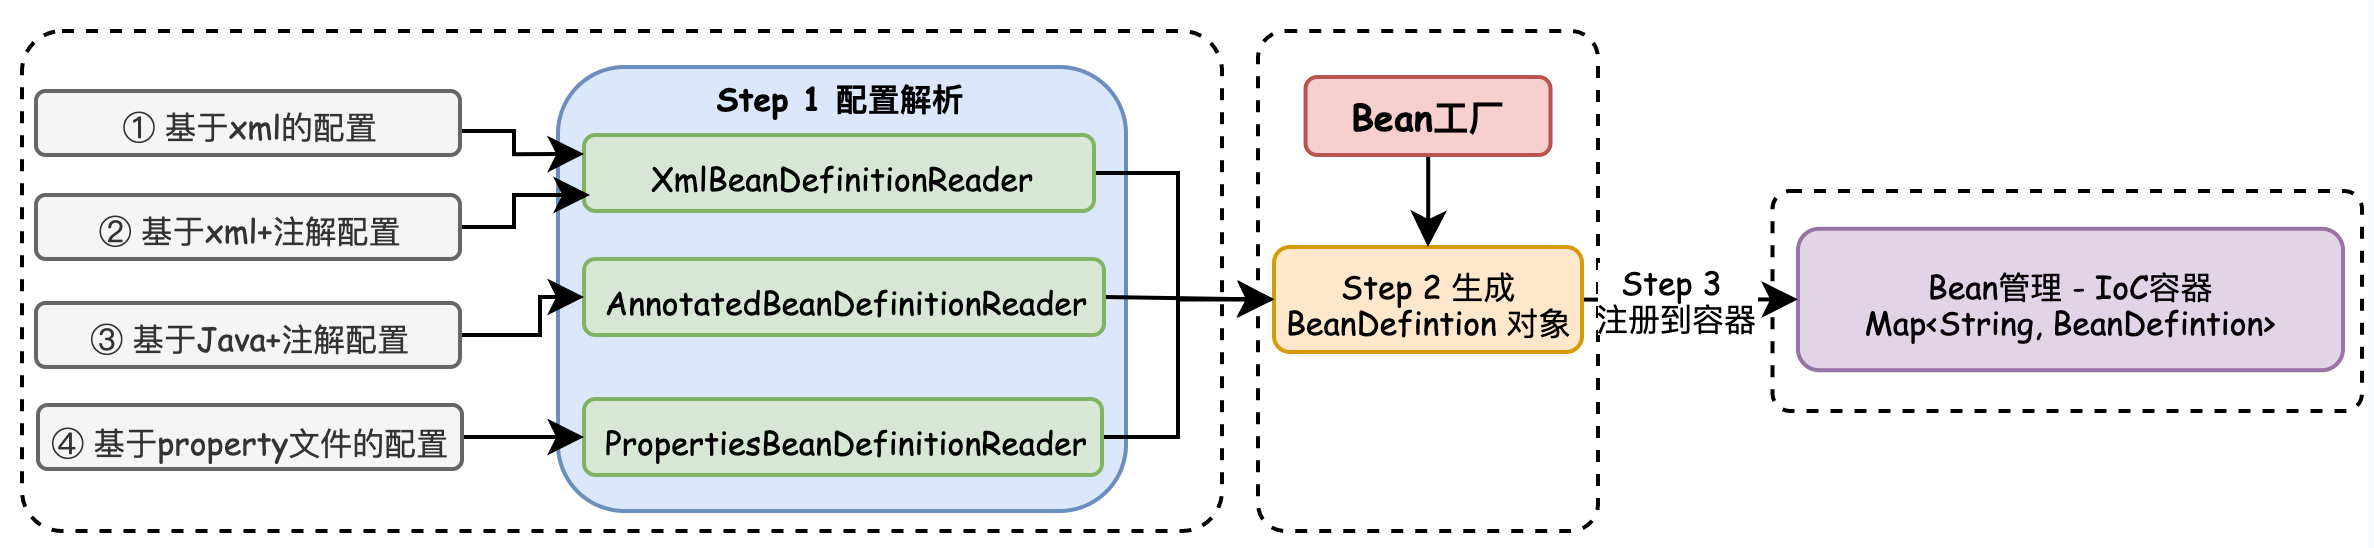 Step 1 配置解析
① 基于xml的配置
② 基于xml+注解配置
③ 基于Java+注解配置
④ 基于property文件的配置
XmlBeanDefinitionReader
AnnotatedBeanDefinitionReader
PropertiesBeanDefinitionReader
Bean工厂
Step 2 生成
BeanDefintion 对象
Step 3
注册到容器
Bean管理 - IoC容器
Map<String, BeanDefintion>